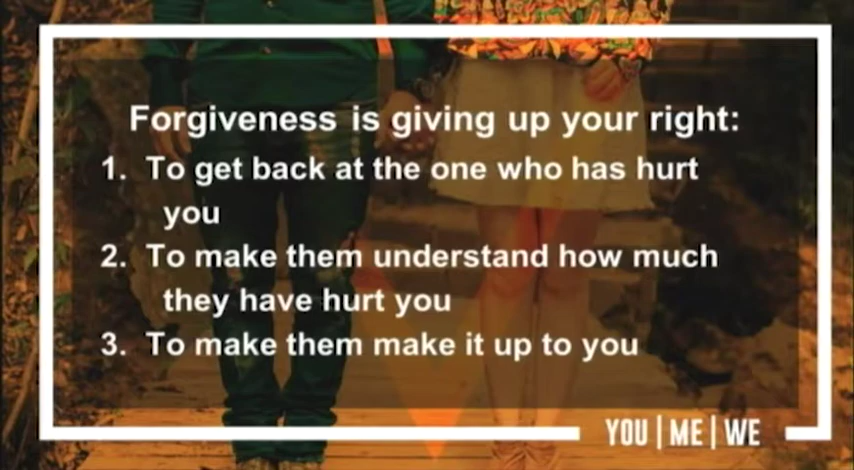 Forgiveness is giving up your right:
1. To get back at the one who has hurt
you
2. To make them understand how much
they have hurt you
3. To make them make it up to you
YOU | ME | WE